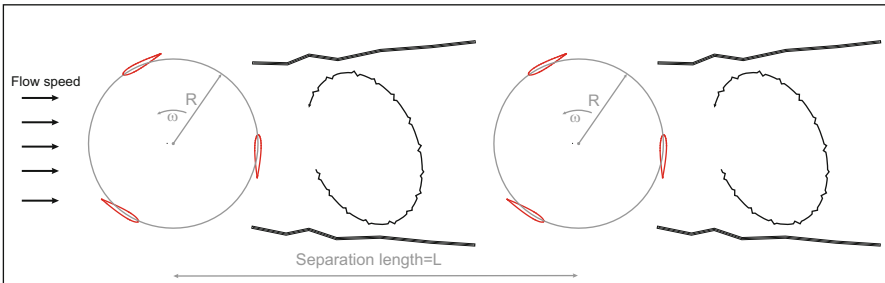 Flow speed
R
ω
R
ω
Separation length=L